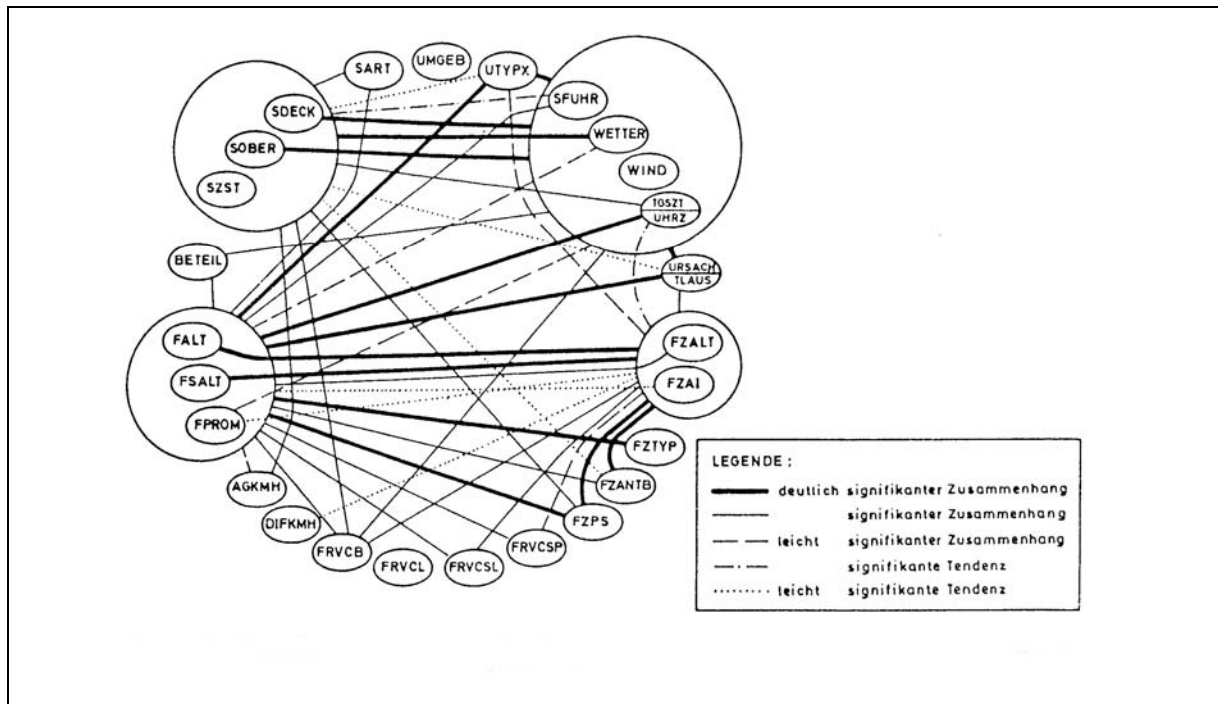 SART
UMGEB
UTYPX
SDECK
SFUHR
SOBER
WETTER
SZST
WIND
TGSZT
UHRZ
BETEIL
URSACH
TLAUS
FALT
FZALT
FSALT
FZAI
FPROM
FZTYP
AGKMH
FZANTB
DIFKMH
FZPS
FRVCB
FRVCSP
FRVCL
FRVCSL
LEGENDE :
deutlich signifikanter Zusammenhang
signifikanter Zusammenhang
leicht signifikanter Zusammenhang
signifikante Tendenz
leicht signifikante Tendenz